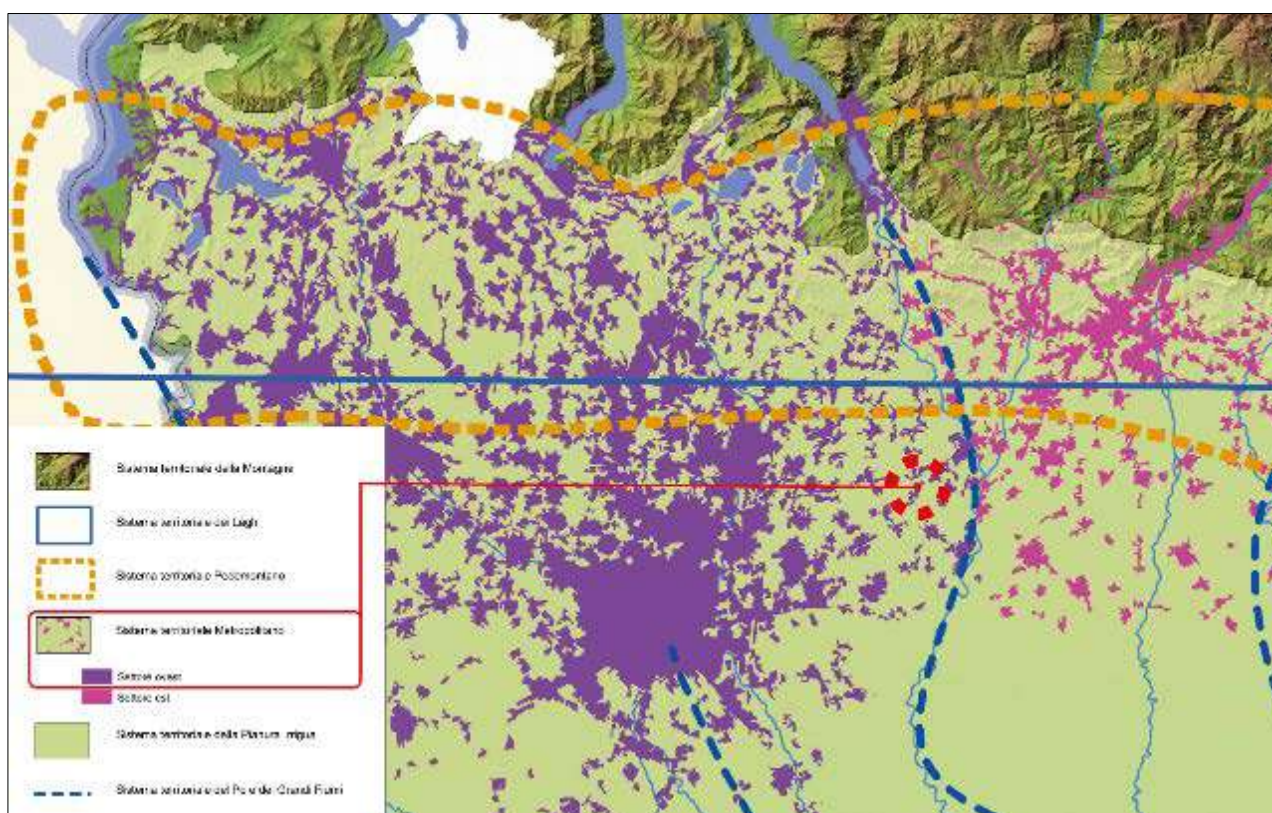 Sistema territoriale della Montagna
Sistema territoriale dei Laghi
Sistema territoriale Pedemontano
Sistema territoriale Metropolitano
Settore ovest
Settore est
Sistema territoriale della Pianura Irrigua
Sistema territoriale del Po e dei Grandi Fiumi